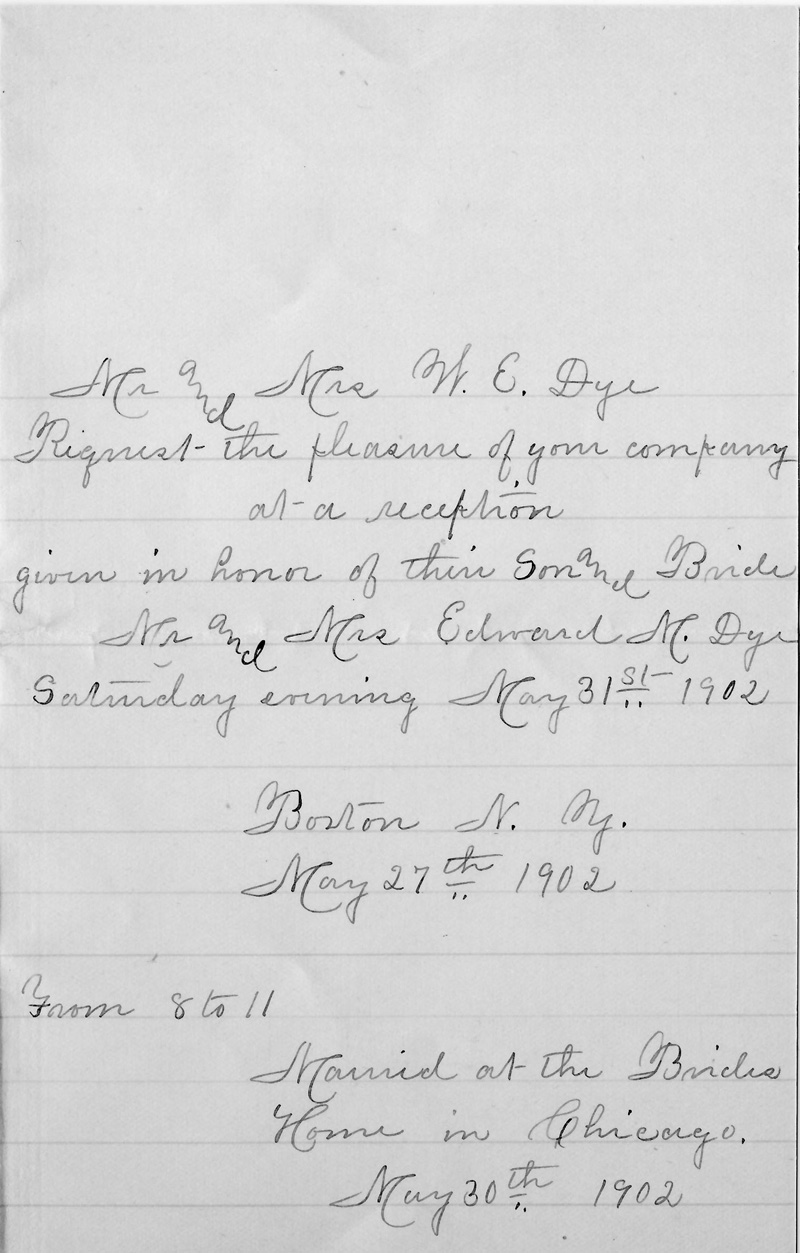 Mr and Mrs W. E. Dye
Request the pleasure of your company
at a reception
given in honor of their Son and Bride
Mr and Mrs Edward M. Dye
Saturday evening May 31st 1902
Boston N. Y.
May 27th 1902
From 8 to 11
Married at the Brides
Home in Chicago.
May 30th 1902